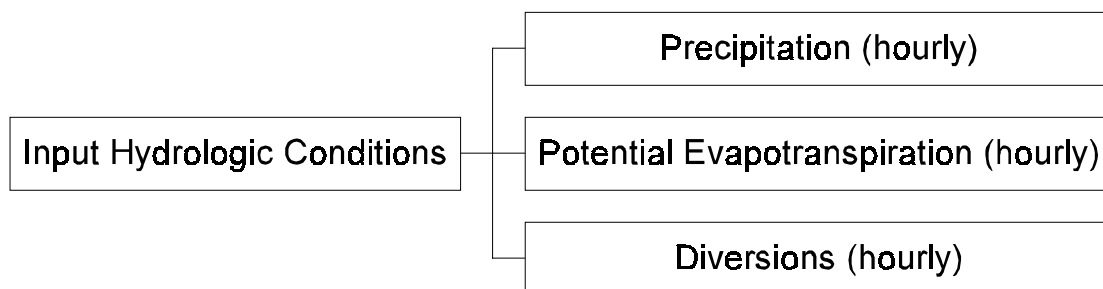 Input Hydrologic Conditions
Precipitation (hourly)
Potential Evapotranspiration (hourly)
Diversions (hourly)